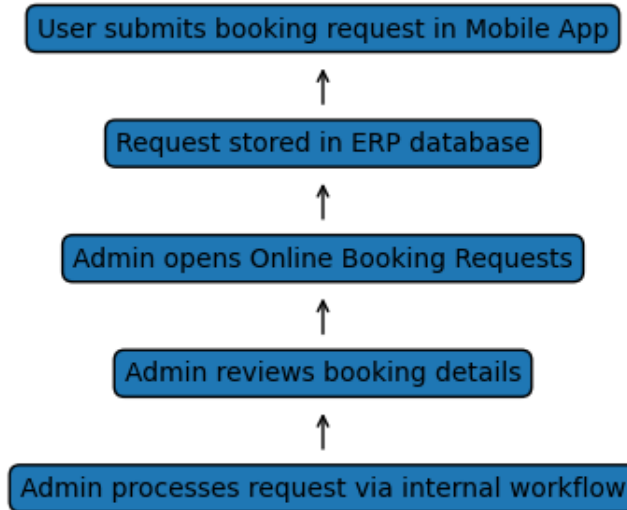 User submits booking request in Mobile App
Request stored in ERP database
Admin opens Online Booking Requests
Admin reviews booking details
Admin processes request via internal workflow